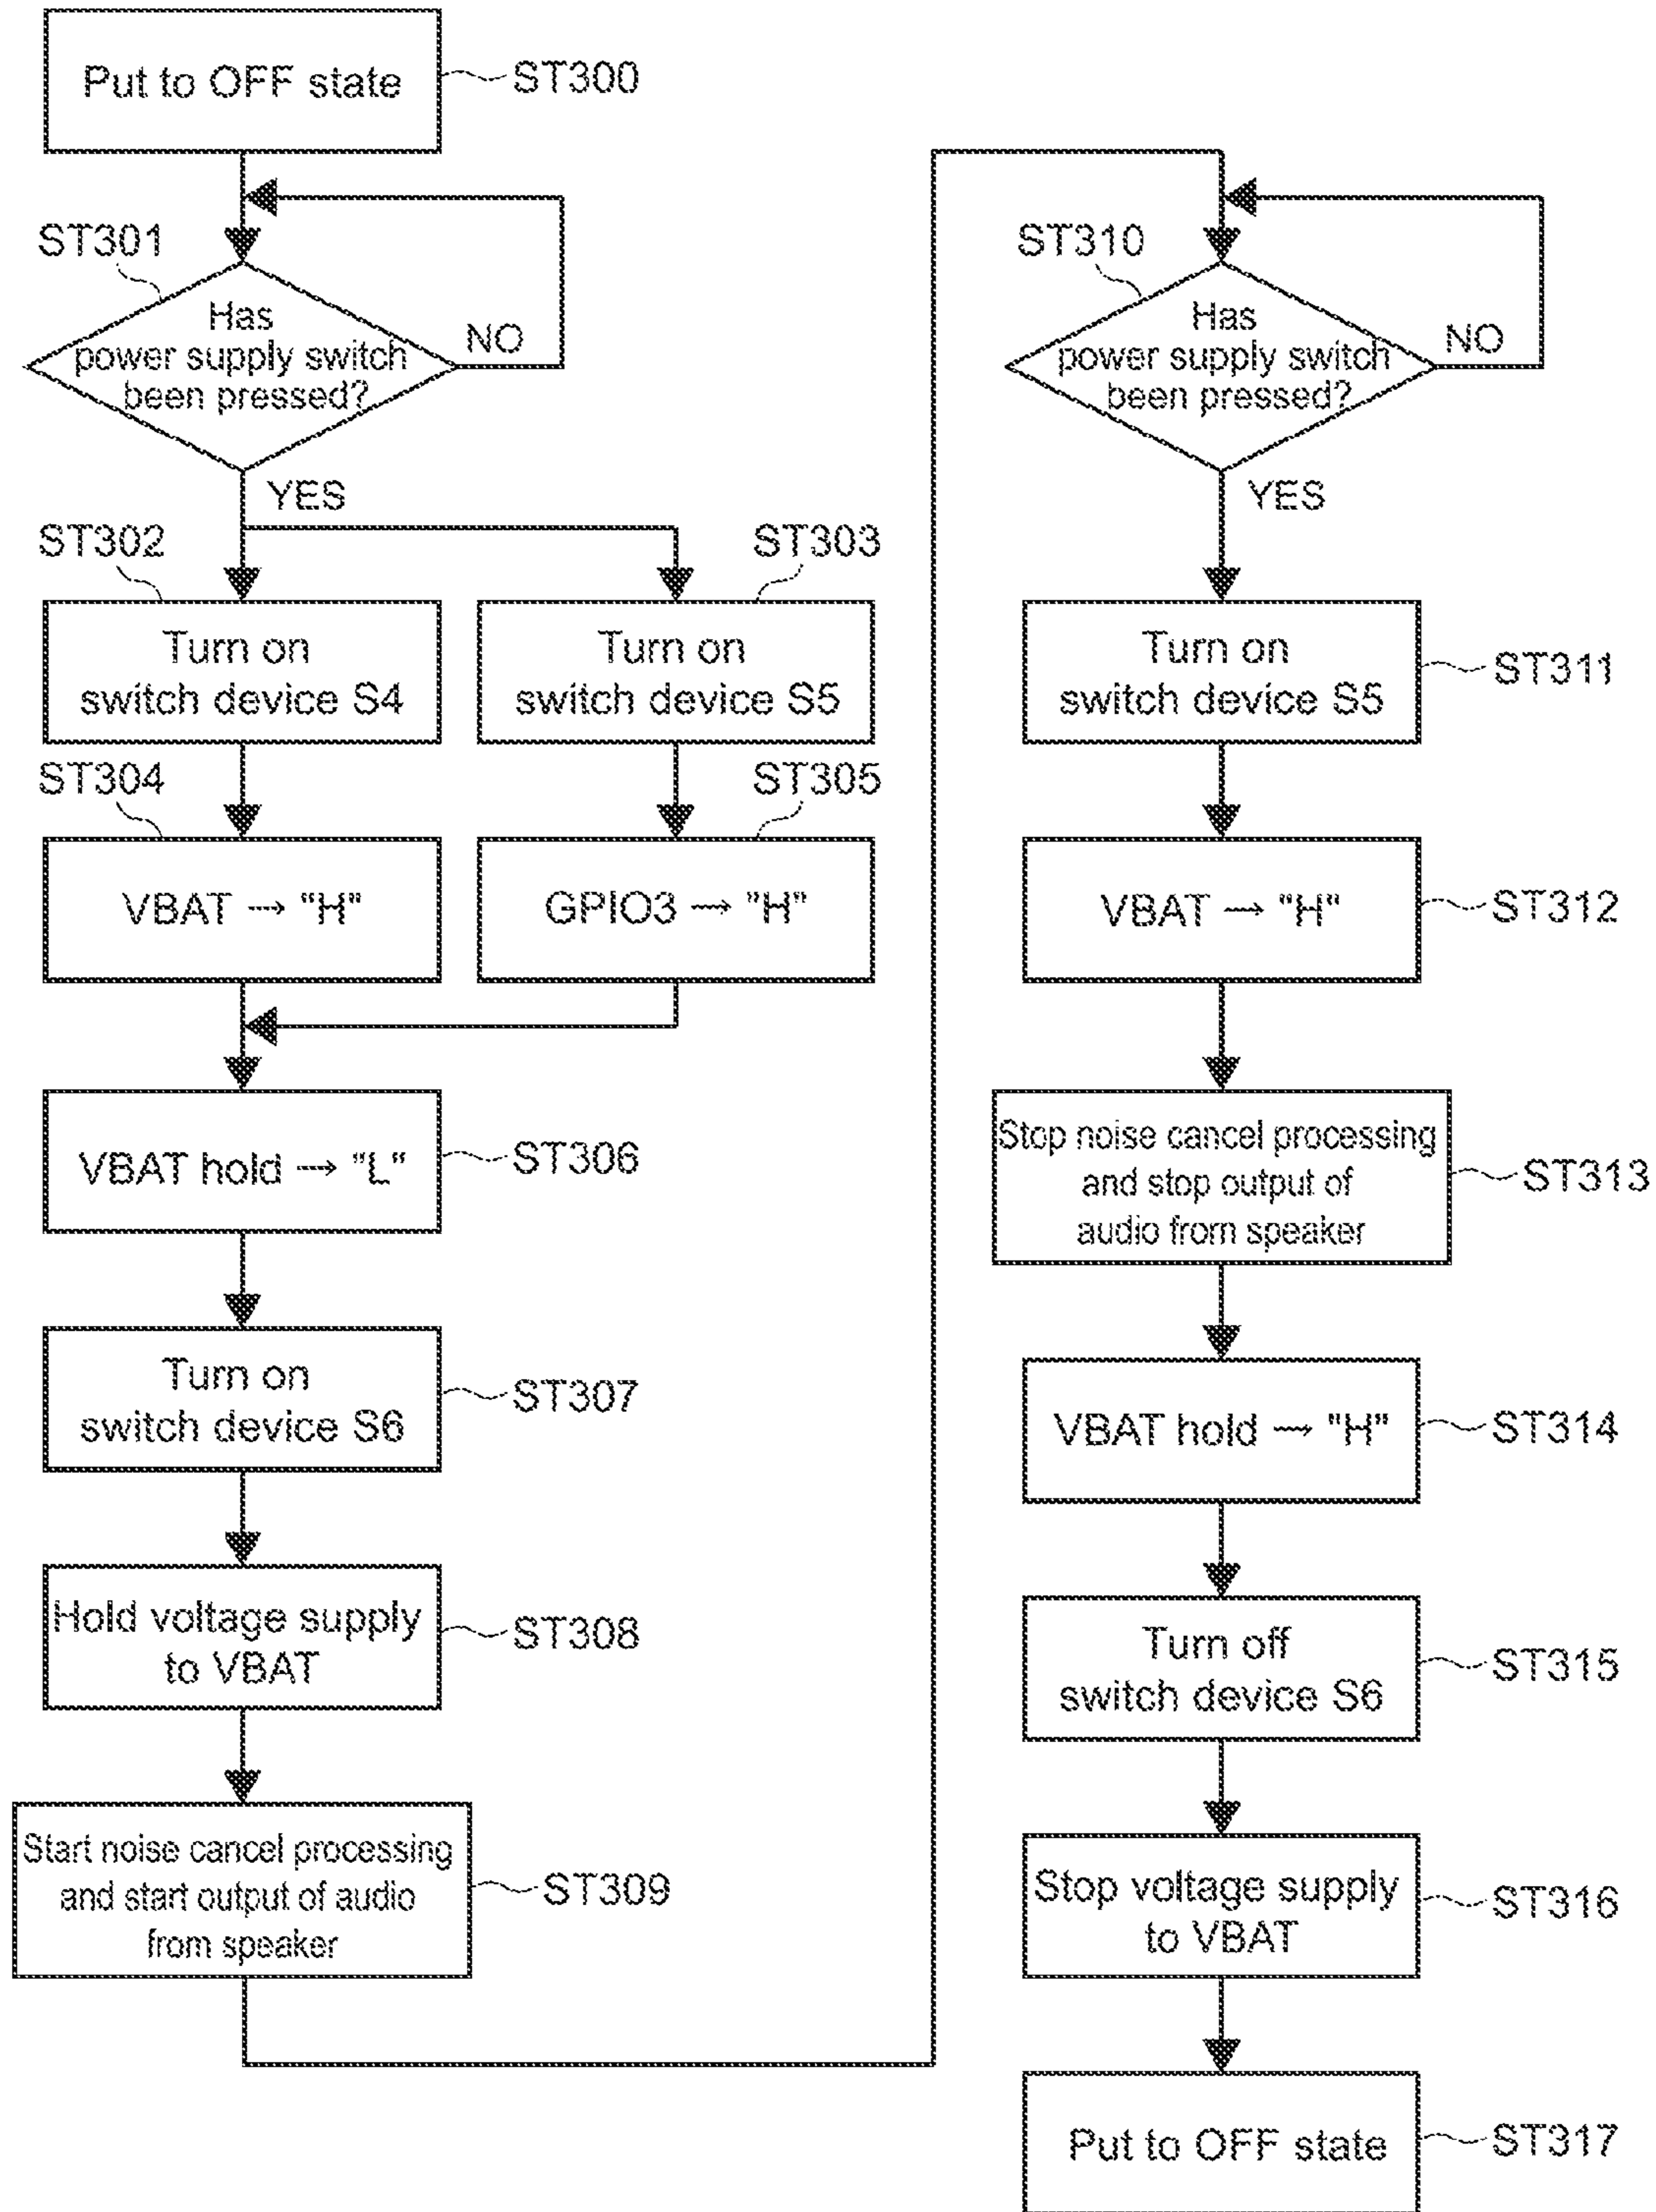 Put to OFF state
ST300
ST301
Has
power supply switch
been pressed?
NO
YES
ST302
Turn on
switch device S4
ST303
Turn on
switch device S5
ST304
VBAT → "H"
ST305
GPIO3 → "H"
VBAT hold → "L"
ST306
Turn on
switch device S6
ST307
Hold voltage supply
to VBAT
ST308
Start noise cancel processing
and start output of audio
from speaker
ST309
ST310
Has
power supply switch
been pressed?
NO
YES
Turn on
switch device S5
ST311
VBAT → "H"
ST312
Stop noise cancel processing
and stop output of
audio from speaker
ST313
VBAT hold → "H"
ST314
Turn off
switch device S6
ST315
Stop voltage supply
to VBAT
ST316
Put to OFF state
ST317